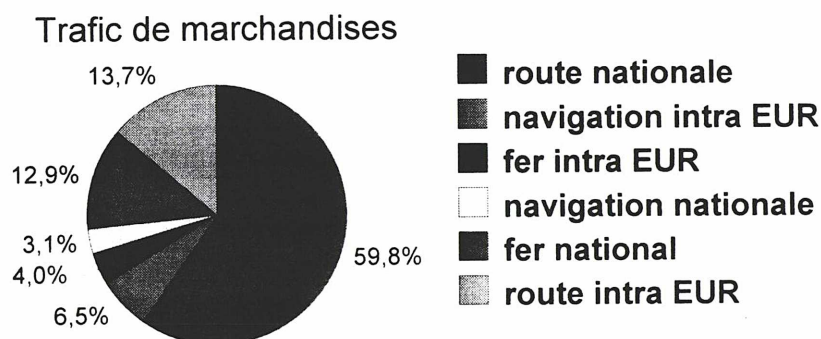 Trafic de marchandises
13,7%
12,9%
3,1%
4,0%
6,5%
59,8%
route nationale
navigation intra EUR
fer intra EUR
navigation nationale
fer national
route intra EUR